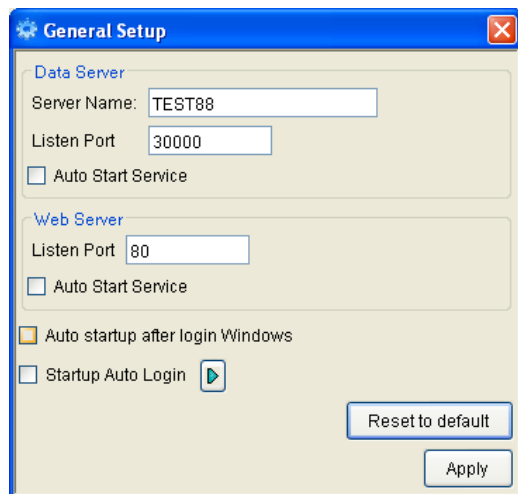 General Setup
Data Server
Server Name: TEST88
Listen Port 30000
Auto Start Service
Web Server
Listen Port 80
Auto Start Service
Auto startup after login Windows
Startup Auto Login
Reset to default
Apply